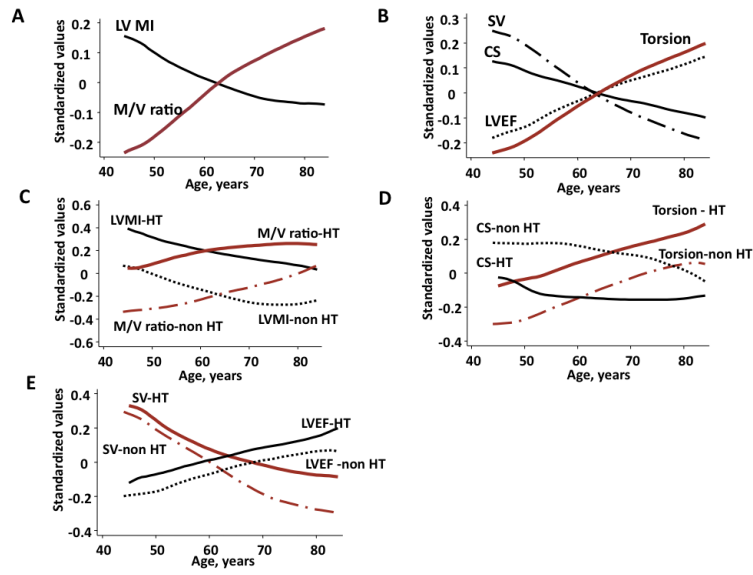 A
Standardized values
0.2
0.1
0
-0.1
-0.2
LV MI
M/V ratio
40 50 60 70 80
Age, years
B
Standardized values
0.3
0.2
0.1
0
-0.1
-0.2
SV
CS
LVEF
Torsion
40 50 60 70 80
Age, years
C
Standardized values
0.6
0.4
0.2
0
-0.2
-0.4
-0.6
LVMI-HT
M/V ratio-HT
M/V ratio-non HT
LVMI-non HT
40 50 60 70 80
Age, years
D
Standardized values
0.4
0.2
0
-0.2
-0.4
CS-non HT
CS-HT
Torsion - HT
Torsion-non HT
40 50 60 70 80
Age, years
E
Standardized values
0.4
0.2
0
-0.2
-0.4
SV-HT
SV-non HT
LVEF-HT
LVEF -non HT
40 50 60 70 80
Age, years